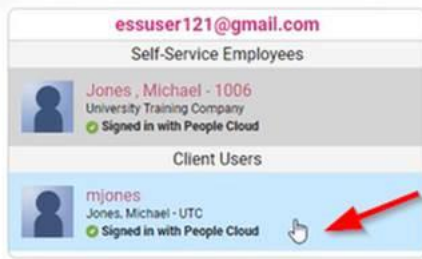 essuser121@gmail.com
Self-Service Employees
Jones , Michael - 1006
University Training Company
Signed in with People Cloud
Client Users
mjones
Jones, Michael - UTC
Signed in with People Cloud